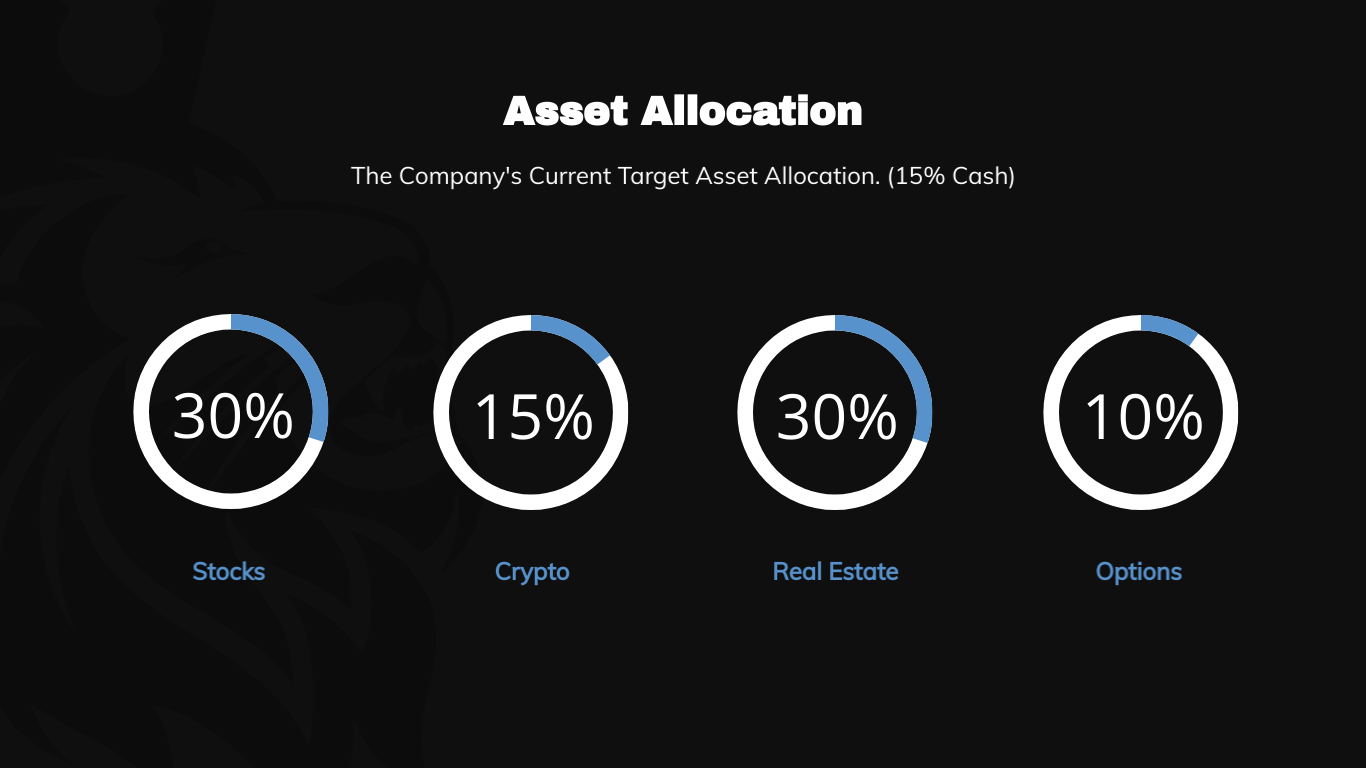 Asset Allocation
The Company's Current Target Asset Allocation. (15% Cash)
30%
15%
30%
10%
Stocks
Crypto
Real Estate
Options